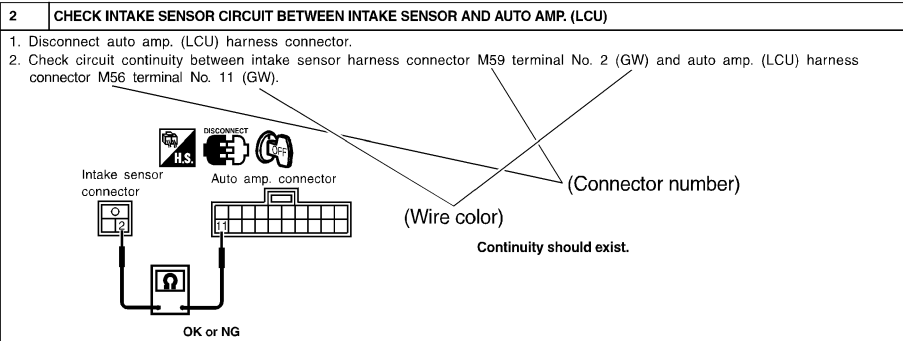 2 CHECK INTAKE SENSOR CIRCUIT BETWEEN INTAKE SENSOR AND AUTO AMP. (LCU)
1. Disconnect auto amp. (LCU) harness connector.
2. Check circuit continuity between intake sensor harness connector M59 terminal No. 2 (GW) and auto amp. (LCU) harness
connector M56 terminal No. 11 (GW).
DISCONNECT
H.S.
OFF
Intake sensor
connector
Auto amp. connector
(Connector number)
(Wire color)
2
11
Continuity should exist.
Ω
OK or NG